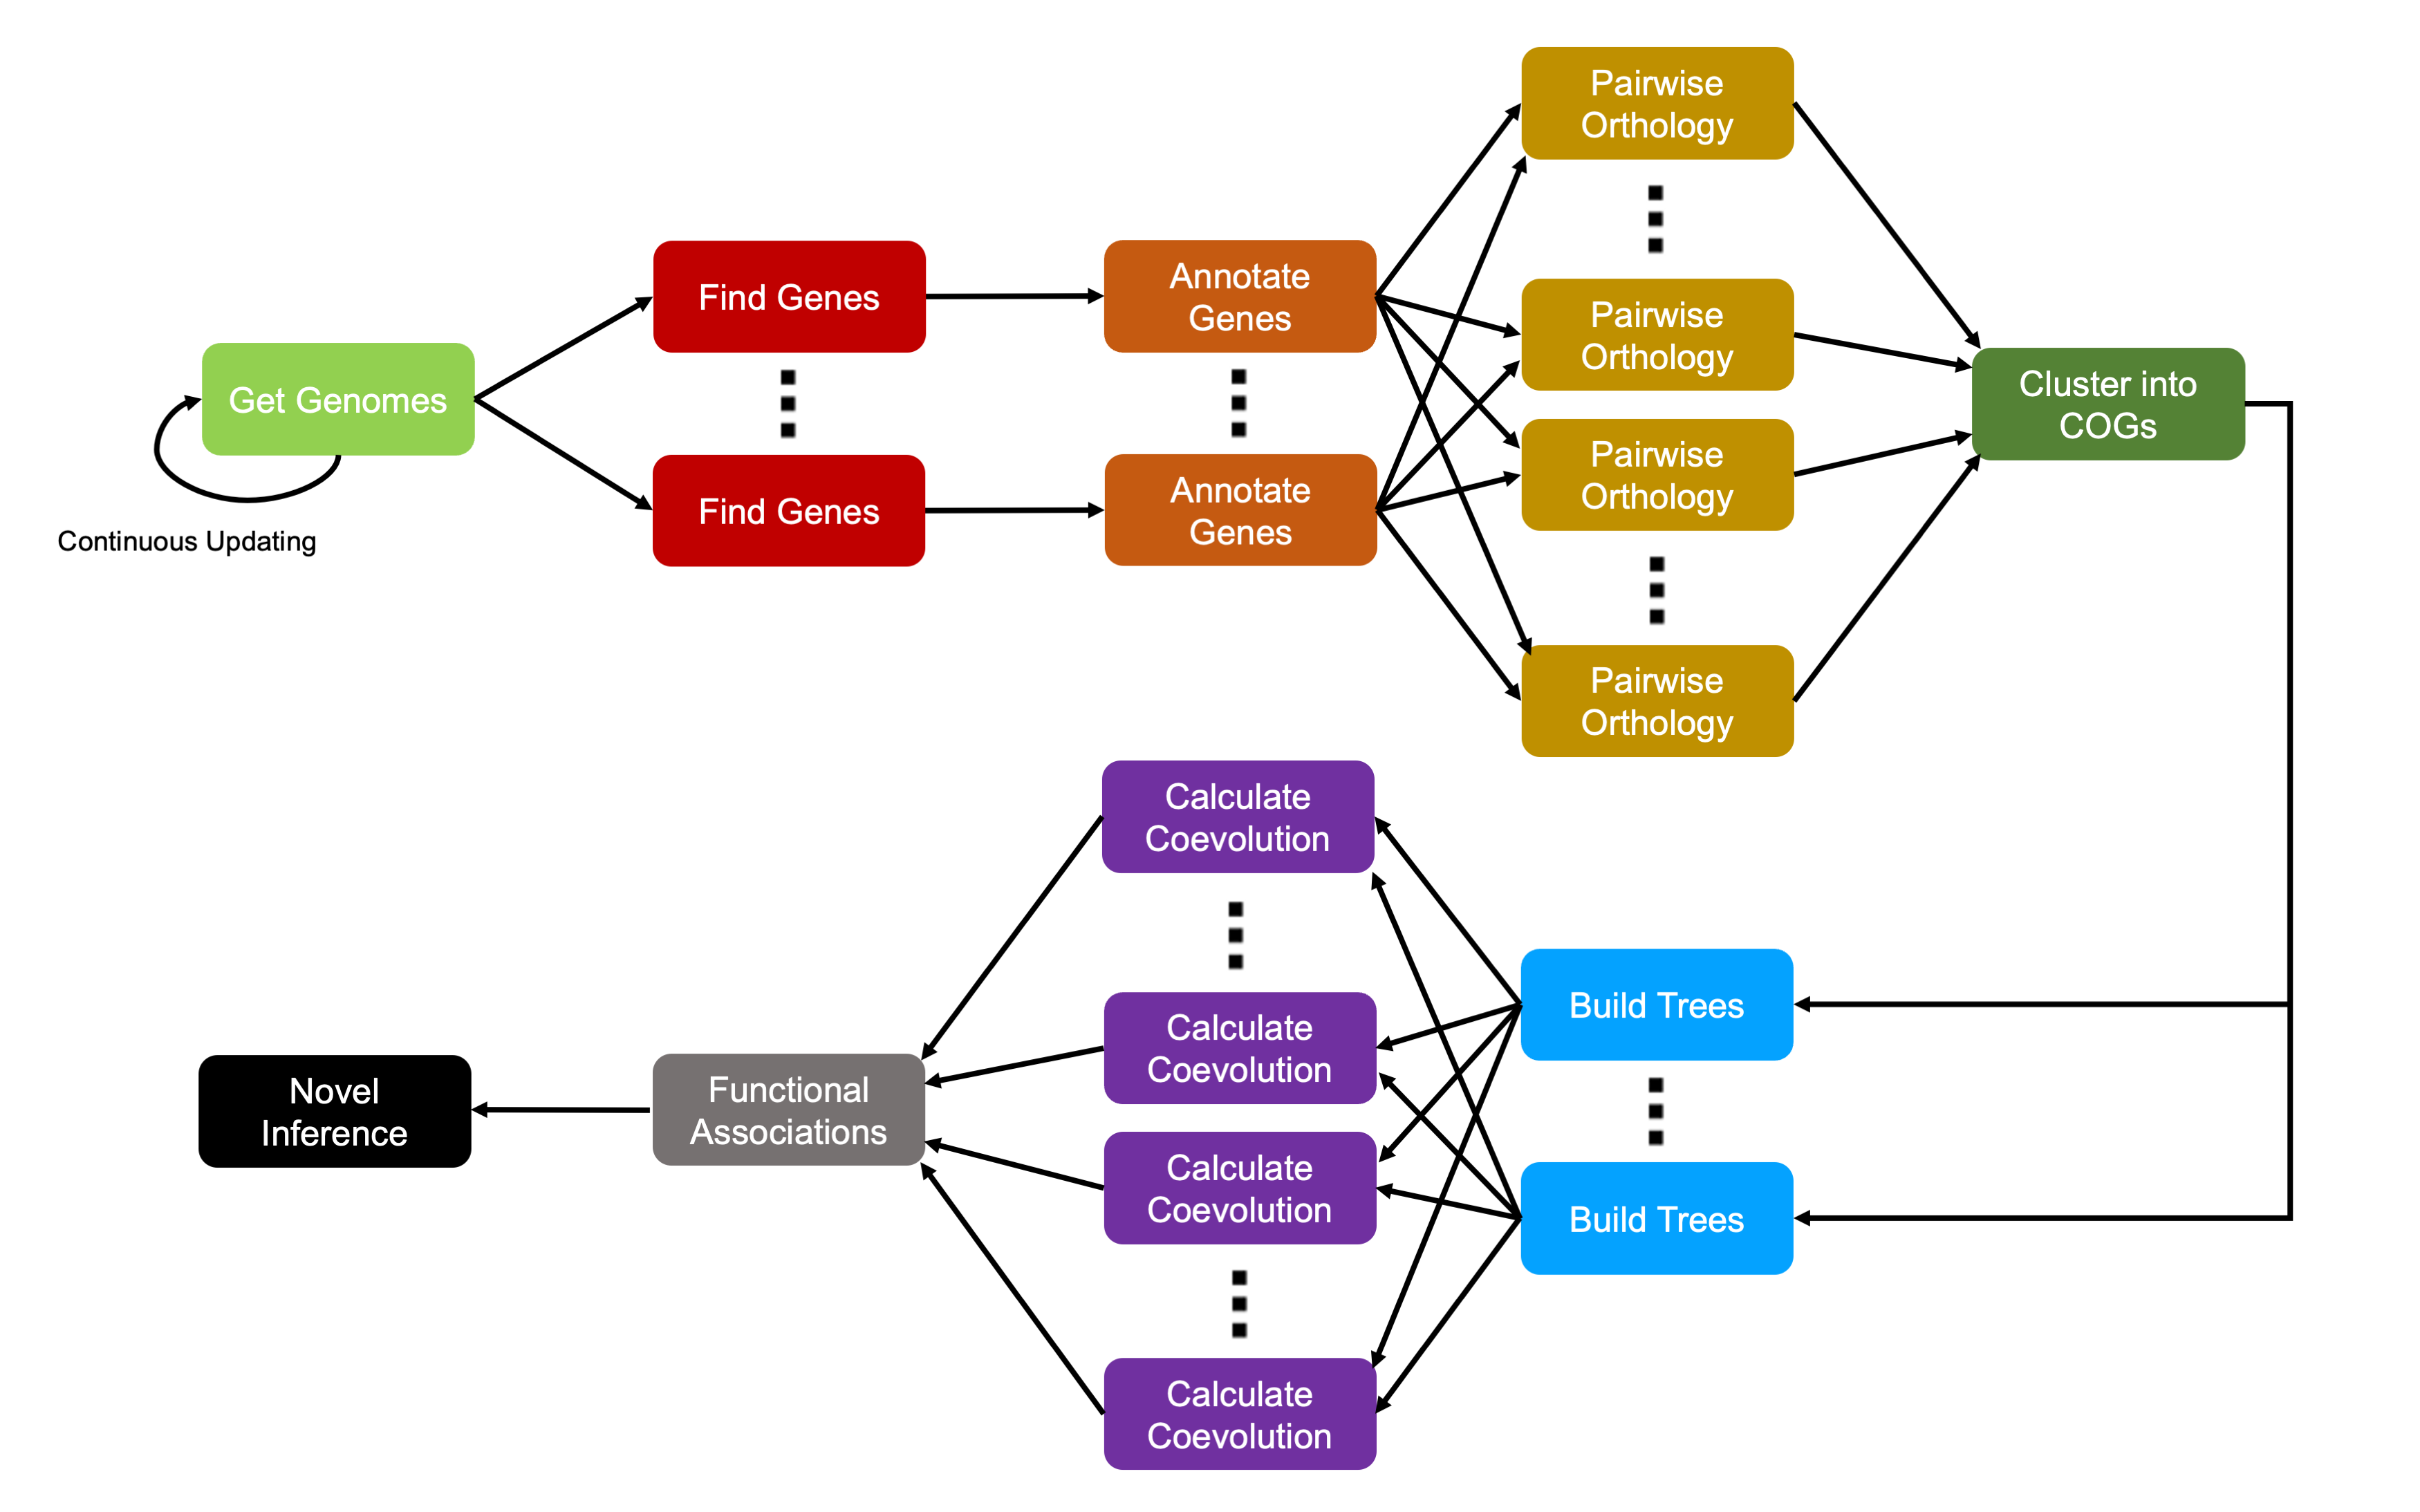 Get Genomes
Continuous Updating
Find Genes
Find Genes
Annotate
Genes
Annotate
Genes
Pairwise
Orthology
Pairwise
Orthology
Pairwise
Orthology
Pairwise
Orthology
Cluster into
COGs
Build Trees
Build Trees
Calculate
Coevolution
Calculate
Coevolution
Calculate
Coevolution
Calculate
Coevolution
Functional
Associations
Novel
Inference